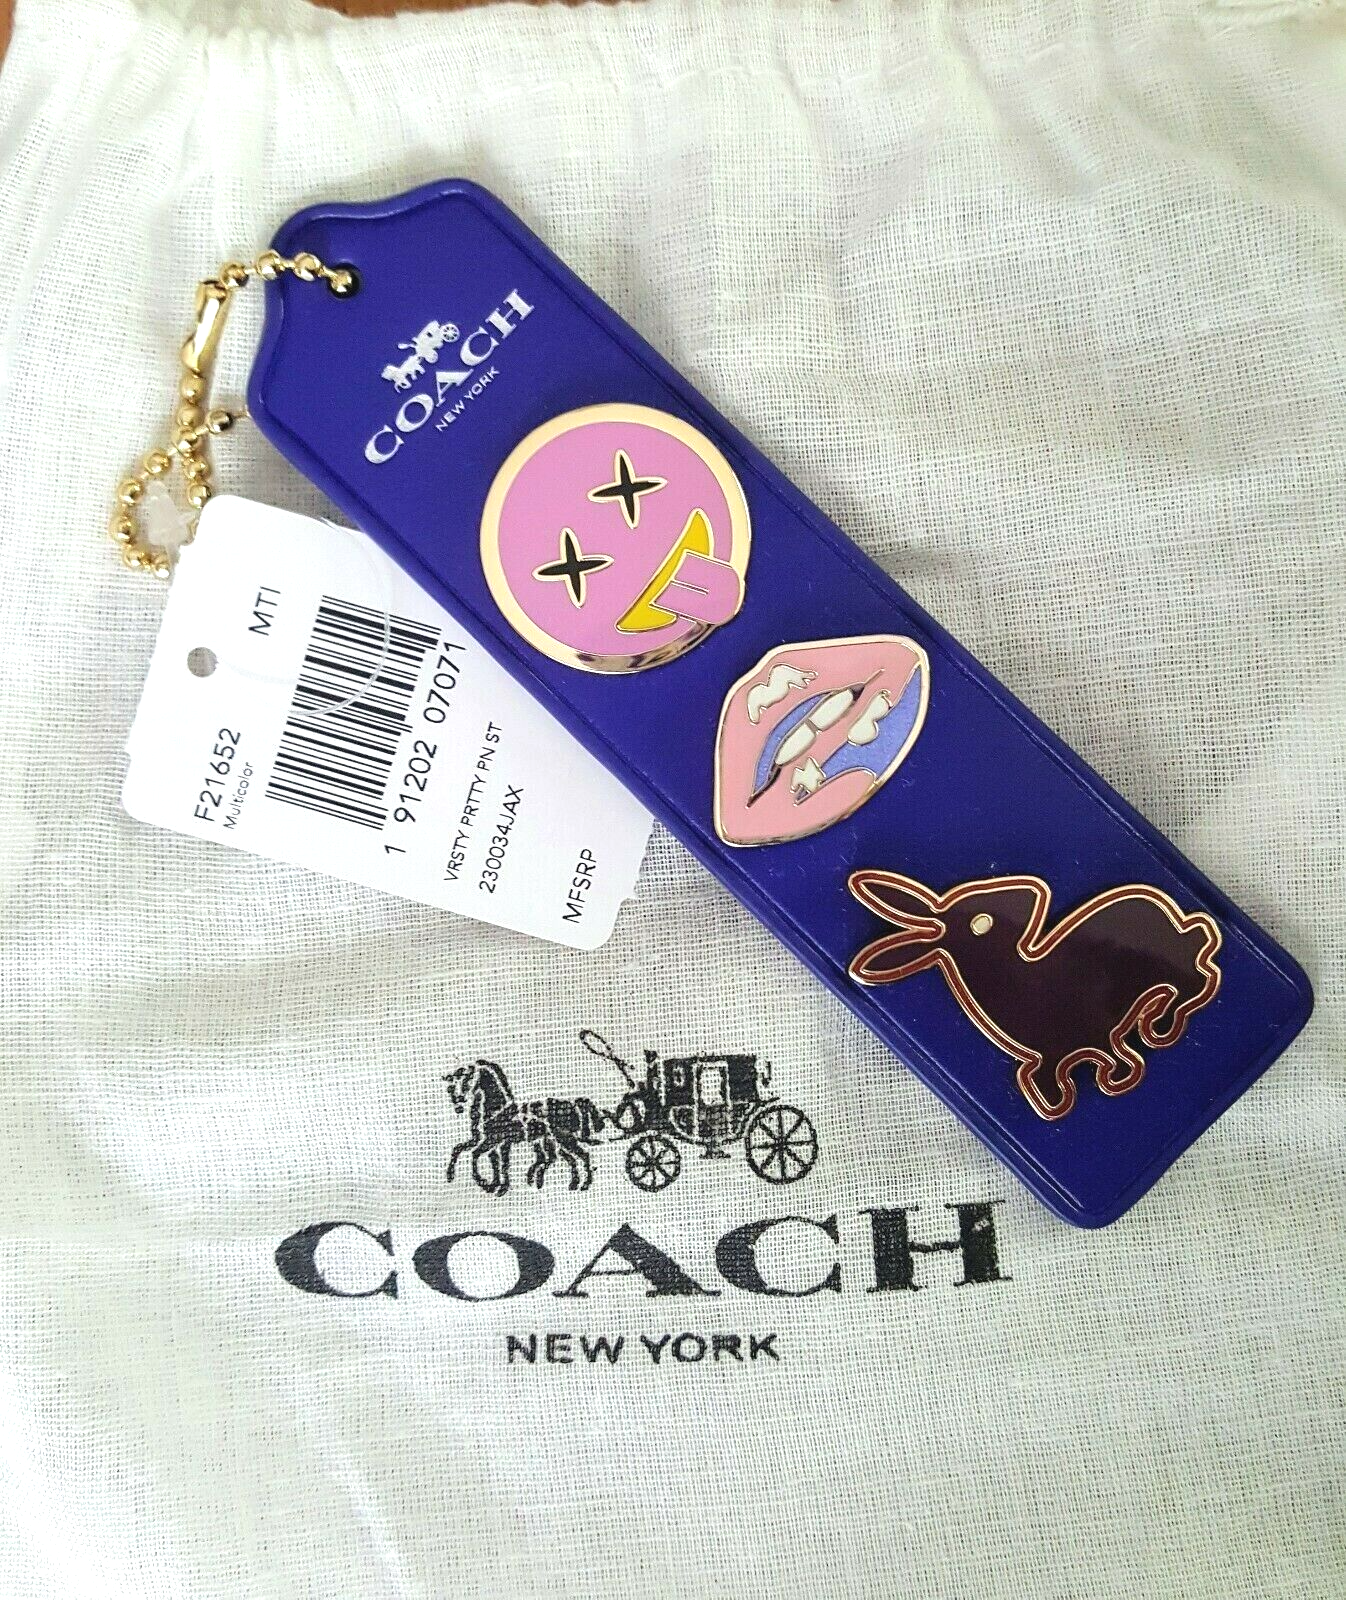 COACH
NEW YORK
MTI
F21652
Multicolor
1 91202 07071
VRSTY PRTTY PN ST
230034JAX
MFSRP
COACH
NEW YORK